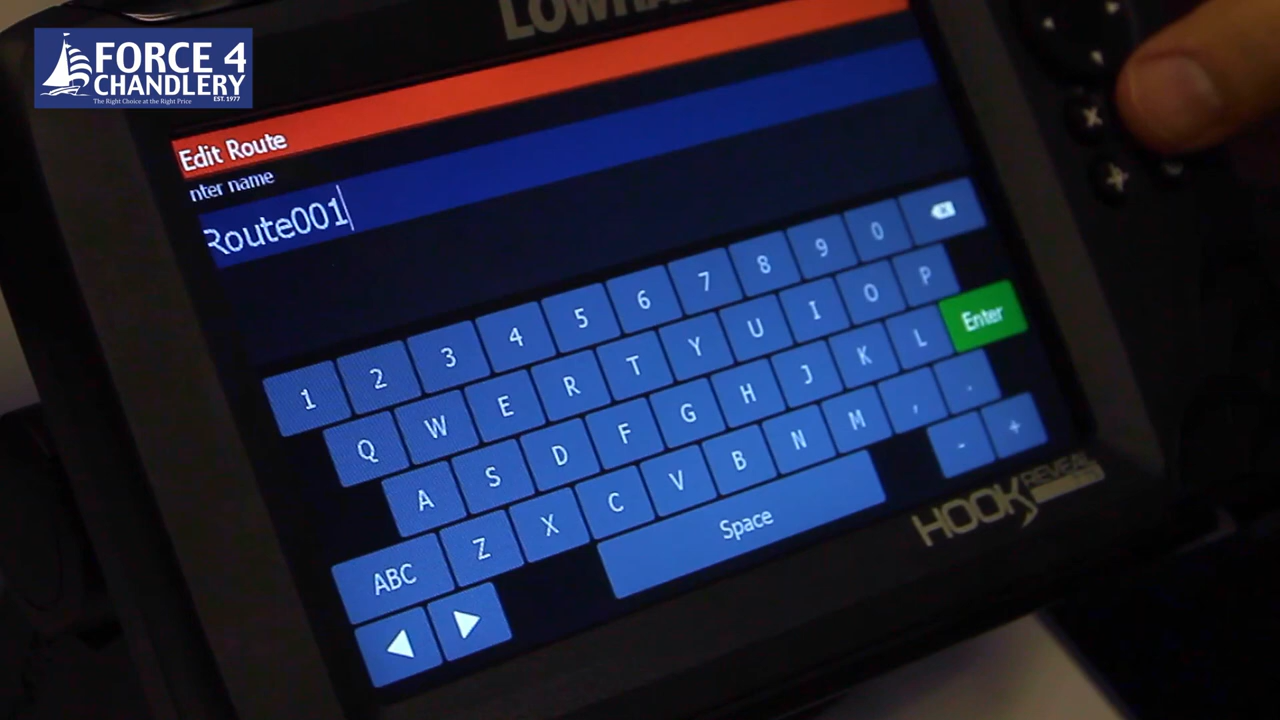 FORCE 4
CHANDLERY
The Right Choice at the Right Price
EST. 1977
Edit Route
nter name
Route001
1 2 3 4 5 6 7 8 9 0
Q W E R T Y U I O P
A S D F G H J K L Enter
ABC Z X C V B N M , .
Space - +
HOOK REVEAL